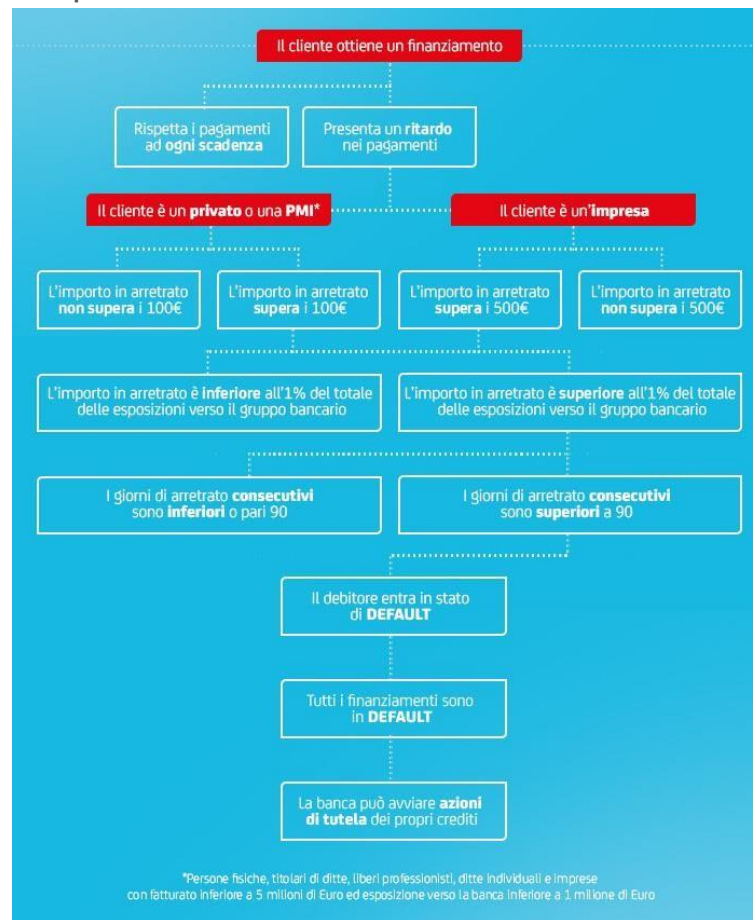 Il cliente ottiene un finanziamento
Rispetta i pagamenti
ad ogni scadenza
Presenta un ritardo
nei pagamenti
Il cliente è un privato o una PMI*
Il cliente è un'impresa
L'importo in arretrato
non supera i 100€
L'importo in arretrato
supera i 100€
L'importo in arretrato
supera i 500€
L'importo in arretrato
non supera i 500€
L'importo in arretrato è inferiore all'1% del totale
delle esposizioni verso il gruppo bancario
L'importo in arretrato è superiore all'1% del totale
delle esposizioni verso il gruppo bancario
I giorni di arretrato consecutivi
sono inferiori o pari 90
I giorni di arretrato consecutivi
sono superiori a 90
Il debitore entra in stato
di DEFAULT
Tutti i finanziamenti sono
in DEFAULT
La banca può avviare azioni
di tutela dei propri crediti
*Persone fisiche, titolari di ditte, liberi professionisti, ditte individuali e imprese
con fatturato inferiore a 5 milioni di Euro ed esposizione verso la banca inferiore a 1 milione di Euro